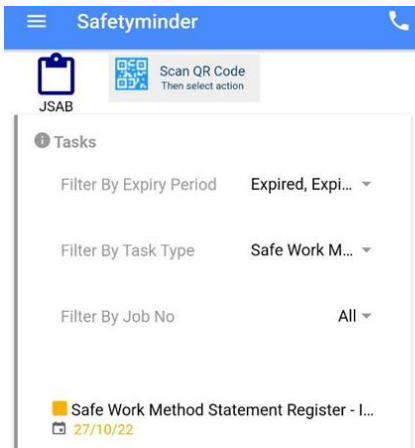 Safetyminder
Scan QR Code
Then select action
JSAB
Tasks
Filter By Expiry Period Expired, Expi...
Filter By Task Type Safe Work M...
Filter By Job No All
Safe Work Method Statement Register - I...
27/10/22